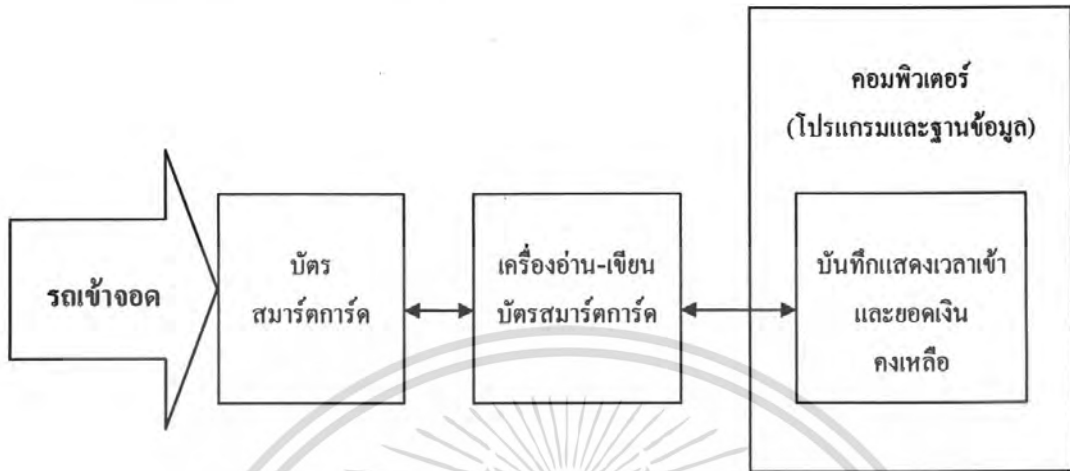 คอมพิวเตอร์
(โปรแกรมและฐานข้อมูล)
รถเข้าจอด
บัตร
สมาร์ตการ์ด
เครื่องอ่าน-เขียน
บัตรสมาร์ตการ์ด
บันทึกแสดงเวลาเข้า
และยอดเงิน
คงเหลือ